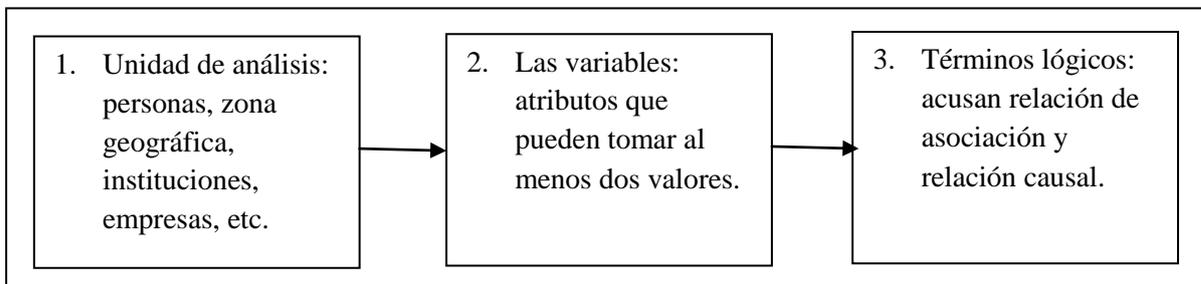 1. Unidad de análisis:
personas, zona
geográfica,
instituciones,
empresas, etc.
2. Las variables:
atributos que
pueden tomar al
menos dos valores.
3. Términos lógicos:
acusan relación de
asociación y
relación causal.